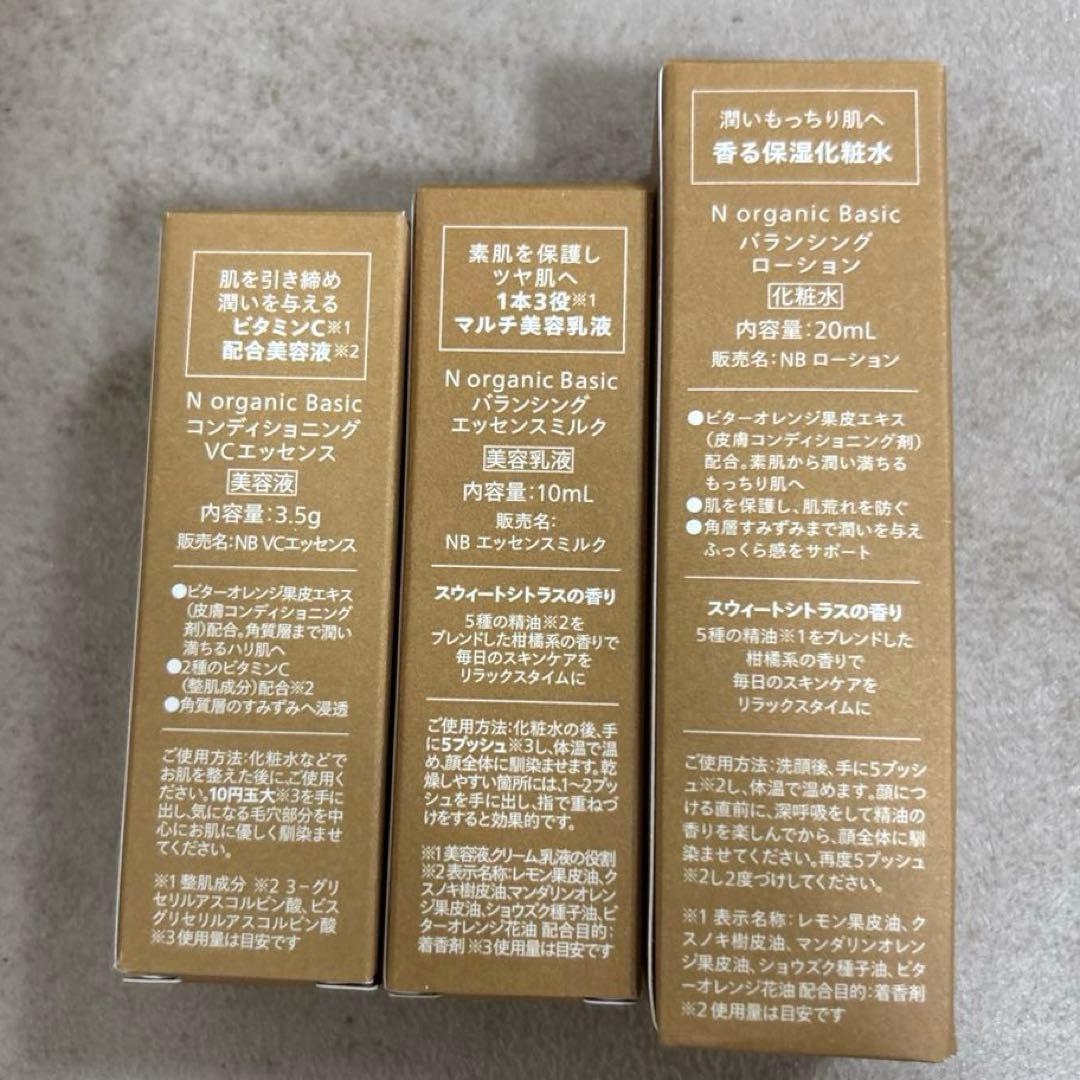 肌を引き締め
潤いを与える
ビタミンC※1
配合美容液※2
N organic Basic
コンディショニング
VCエッセンス
美容液
内容量:3.5g
販売名:NB VCエッセンス
●ビターオレンジ果皮エキス
(皮膚コンディショニング
剤)配合。角質層まで潤い
満ちるハリ肌へ
●2種のビタミンC
(整肌成分)配合※2
●角質層のすみずみへ浸透
ご使用方法:化粧水などで
お肌を整えた後に、ご使用く
ださい。10円玉大※3を手に
出し、気になる毛穴部分を中
心にお肌に優しく馴染ませ
てください。
※1 整肌成分 ※2 3-グリ
セリルアスコルビン酸、ビス
グリセリルアスコルビン酸
※3 使用量は目安です
素肌を保護し
ツヤ肌へ
1本3役※1
マルチ美容乳液
N organic Basic
バランシング
エッセンスミルク
美容乳液
内容量:10mL
販売名:
NB エッセンスミルク
スウィートシトラスの香り
5種の精油※2を
ブレンドした柑橘系の香りで
毎日のスキンケアを
リラックスタイムに
ご使用方法:化粧水の後、手
に5プッシュ※3し、体温で温
め、顔全体に馴染ませます。乾
燥しやすい箇所には、1~2プッ
シュを手に出し、指で重ねづ
けをすると効果的です。
※1 美容液、クリーム、乳液の役割
※2 表示名称:レモン果皮油、ク
スノキ樹皮油、マンダリンオレン
ジ果皮油、ショウズク種子油、ビ
ターオレンジ花油 配合目的:
着香剤 ※3 使用量は目安です
潤いもっちり肌へ
香る保湿化粧水
N organic Basic
バランシング
ローション
化粧水
内容量:20mL
販売名:NB ローション
●ビターオレンジ果皮エキス
(皮膚コンディショニング剤)
配合。素肌から潤い満ちる
もっちり肌へ
●肌を保護し、肌荒れを防ぐ
●角層すみずみまで潤いを与え
ふっくら感をサポート
スウィートシトラスの香り
5種の精油※1をブレンドした
柑橘系の香りで
毎日のスキンケアを
リラックスタイムに
ご使用方法:洗顔後、手に5プッシ
ュ※2し、体温で温めます。顔につ
ける直前に、深呼吸をして精油の
香りを楽しんでから、顔全体に馴
染ませてください。再度5プッシュ
※2し2度づけしてください。
※1 表示名称:レモン果皮油、ク
スノキ樹皮油、マンダリンオレン
ジ果皮油、ショウズク種子油、ビタ
ーオレンジ花油 配合目的:着香剤
※2 使用量は目安です